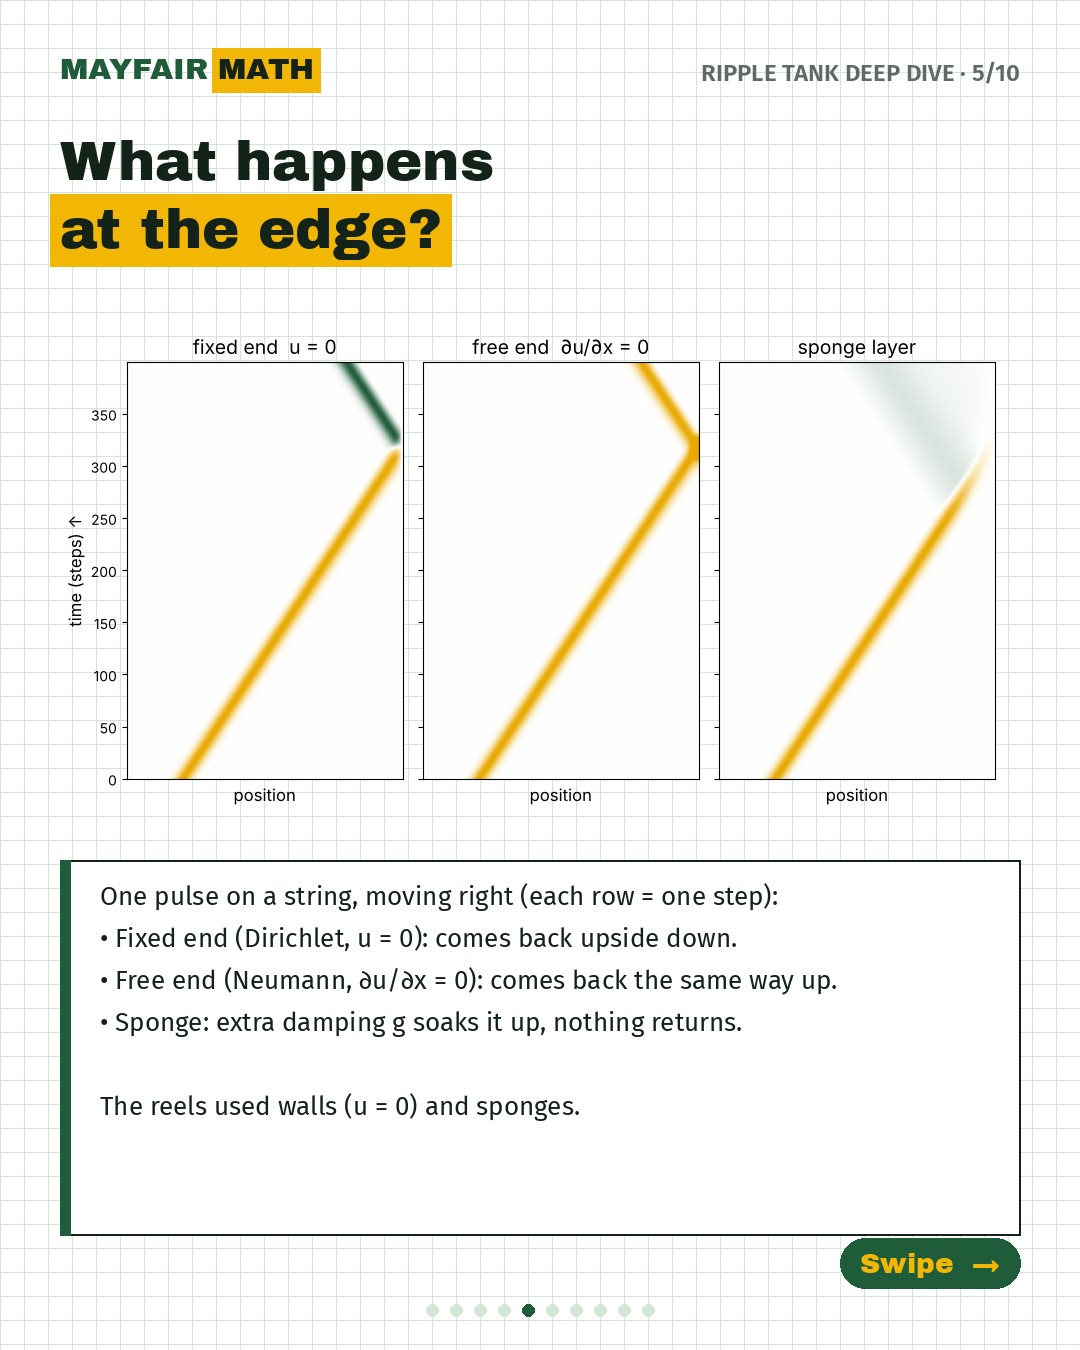 MAYFAIR MATH
RIPPLE TANK DEEP DIVE · 5/10
What happens
at the edge?
fixed end u = 0
free end ∂u/∂x = 0
sponge layer
time (steps) →
350
300
250
200
150
100
50
0
position
position
position
One pulse on a string, moving right (each row = one step):
• Fixed end (Dirichlet, u = 0): comes back upside down.
• Free end (Neumann, ∂u/∂x = 0): comes back the same way up.
• Sponge: extra damping g soaks it up, nothing returns.
The reels used walls (u = 0) and sponges.
Swipe →